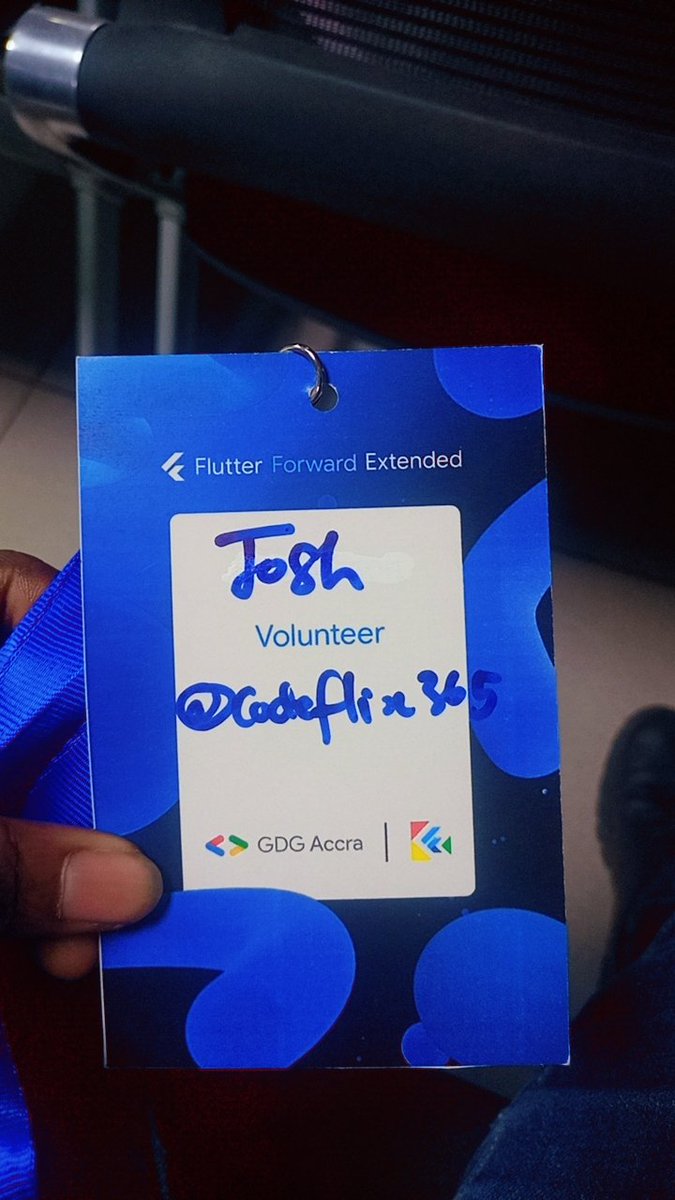 Flutter Forward Extended
Josh
Volunteer
@Codeflix365
GDG Accra